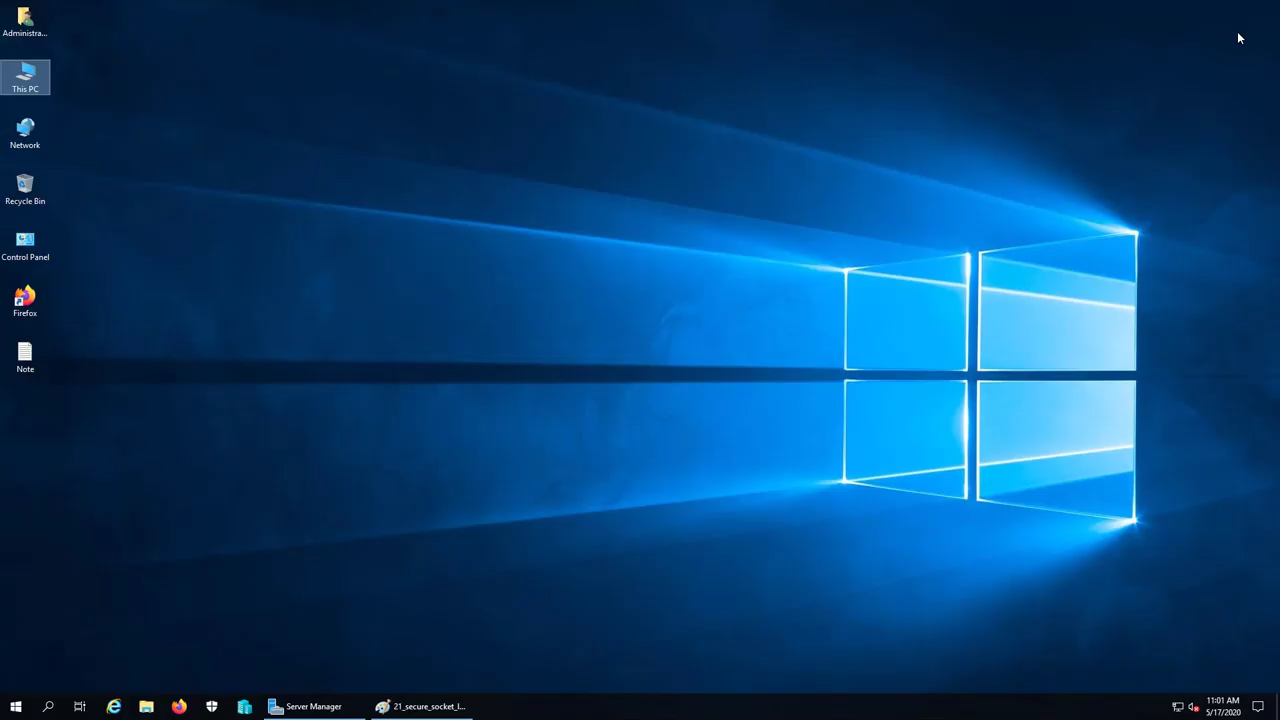 Administra...
This PC
Network
Recycle Bin
Control Panel
Firefox
Note
Server Manager
21_secure_socket_l...
11:01 AM
5/17/2020